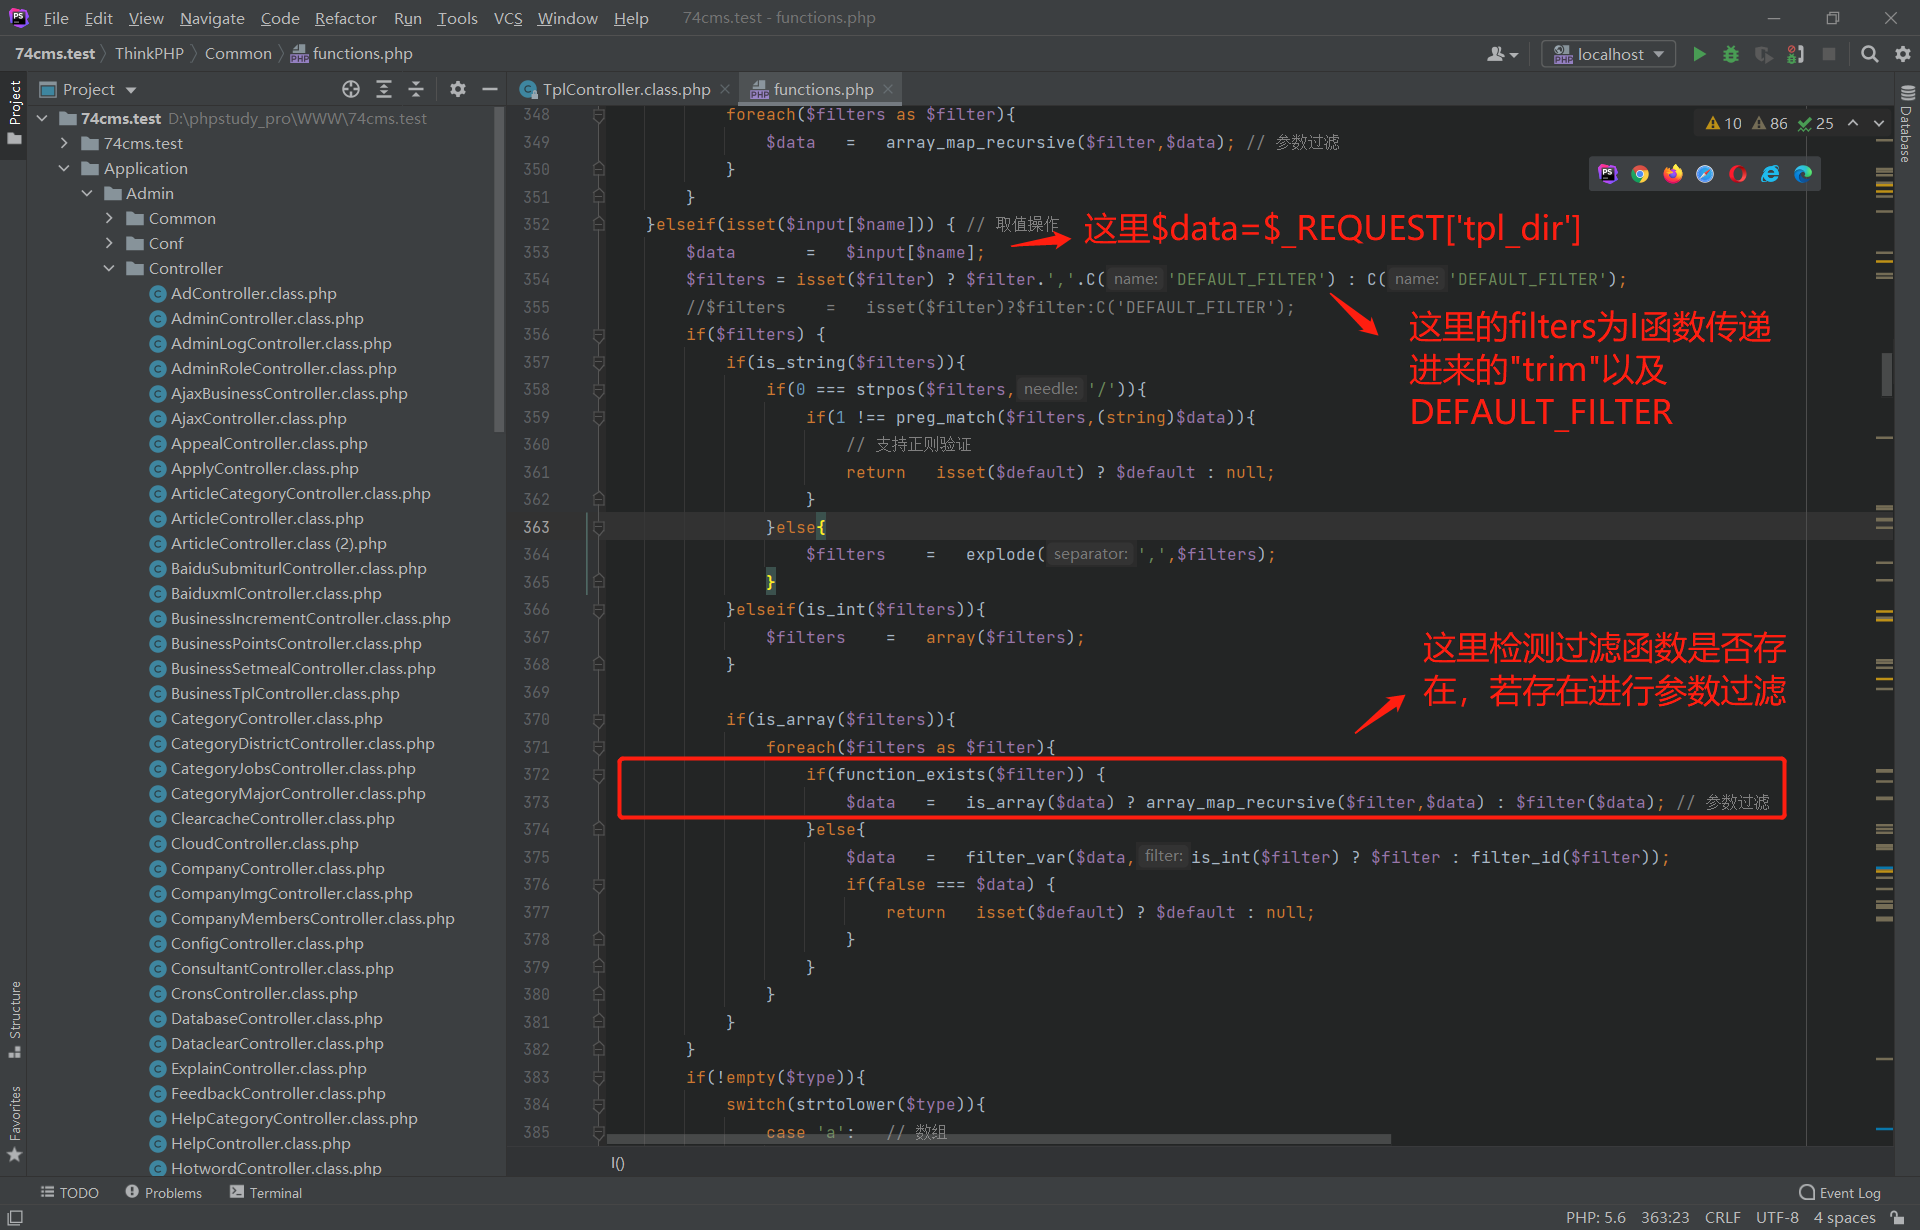 File Edit View Navigate Code Refactor Run Tools VCS Window Help 74cms.test - functions.php
74cms.test ThinkPHP Common functions.php localhost
Project TplController.class.php functions.php
Project
74cms.test D:\phpstudy_pro\WWW\74cms.test
74cms.test
Application
Admin
Common
Conf
Controller
AdController.class.php
AdminController.class.php
AdminLogController.class.php
AdminRoleController.class.php
AjaxBusinessController.class.php
AjaxController.class.php
AppealController.class.php
ApplyController.class.php
ArticleCategoryController.class.php
ArticleController.class.php
ArticleController.class (2).php
BaiduSubmiturlController.class.php
BaiduxmlController.class.php
BusinessIncrementController.class.php
BusinessPointsController.class.php
BusinessSetmealController.class.php
BusinessTplController.class.php
CategoryController.class.php
CategoryDistrictController.class.php
CategoryJobsController.class.php
CategoryMajorController.class.php
ClearcacheController.class.php
CloudController.class.php
CompanyController.class.php
CompanyImgController.class.php
CompanyMembersController.class.php
ConfigController.class.php
ConsultantController.class.php
CronsController.class.php
DatabaseController.class.php
DataclearController.class.php
ExplainController.class.php
FeedbackController.class.php
HelpCategoryController.class.php
HelpController.class.php
HotwordController.class.php
Structure
Favorites
348 foreach($filters as $filter){
349 $data = array_map_recursive($filter,$data); // 参数过滤
350 }
351 }
352 }elseif(isset($input[$name])) { // 取值操作
353 $data = $input[$name];
354 $filters = isset($filter) ? $filter.','.C( name: 'DEFAULT_FILTER') : C( name: 'DEFAULT_FILTER');
355 //$filters = isset($filter)?$filter:C('DEFAULT_FILTER');
356 if($filters) {
357 if(is_string($filters)){
358 if(0 === strpos($filters, needle: '/')){
359 if(1 !== preg_match($filters,(string)$data)){
360 // 支持正则验证
361 return isset($default) ? $default : null;
362 }
363 }else{
364 $filters = explode( separator: ',',$filters);
365 }
366 }elseif(is_int($filters)){
367 $filters = array($filters);
368 }
369
370 if(is_array($filters)){
371 foreach($filters as $filter){
372 if(function_exists($filter)) {
373 $data = is_array($data) ? array_map_recursive($filter,$data) : $filter($data); // 参数过滤
374 }else{
375 $data = filter_var($data, filter: is_int($filter) ? $filter : filter_id($filter));
376 if(false === $data) {
377 return isset($default) ? $default : null;
378 }
379 }
380 }
381 }
382 }
383 if(!empty($type)){
384 switch(strtolower($type)){
385 case 'a': // 数组
10 86 25
这里$data=$_REQUEST['tpl_dir']
这里的filters为I函数传递
进来的"trim"以及
DEFAULT_FILTER
这里检测过滤函数是否存
在，若存在进行参数过滤
Database
I()
TODO Problems Terminal Event Log
PHP: 5.6 363:23 CRLF UTF-8 4 spaces